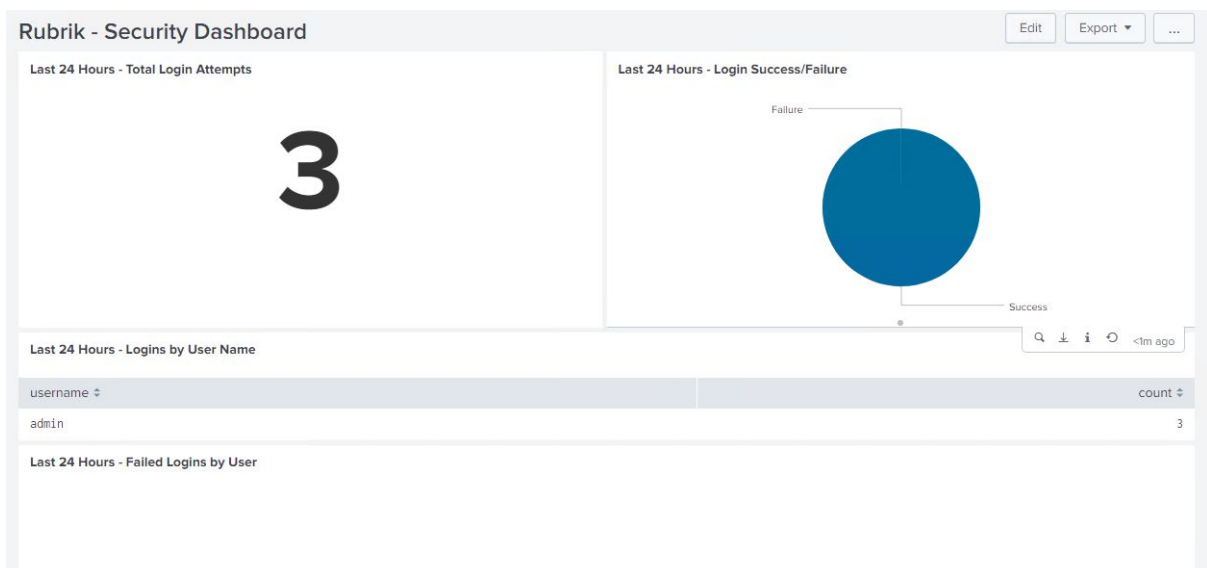 Rubrik - Security Dashboard
Edit
Export
...
Last 24 Hours - Total Login Attempts
3
Last 24 Hours - Login Success/Failure
Failure
Success
<1m ago
Last 24 Hours - Logins by User Name
username
count
admin
3
Last 24 Hours - Failed Logins by User